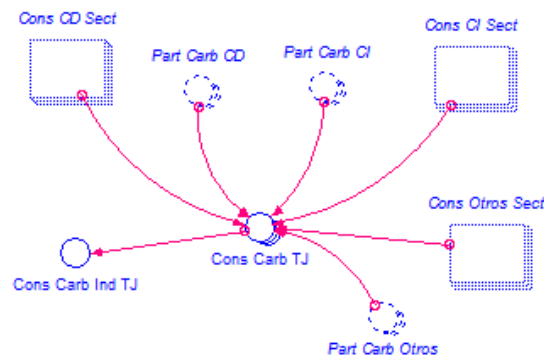 Cons CD Sect
Part Carb CD
Part Carb CI
Cons CI Sect
Cons Otros Sect
Cons Carb TJ
Cons Carb Ind TJ
Part Carb Otros